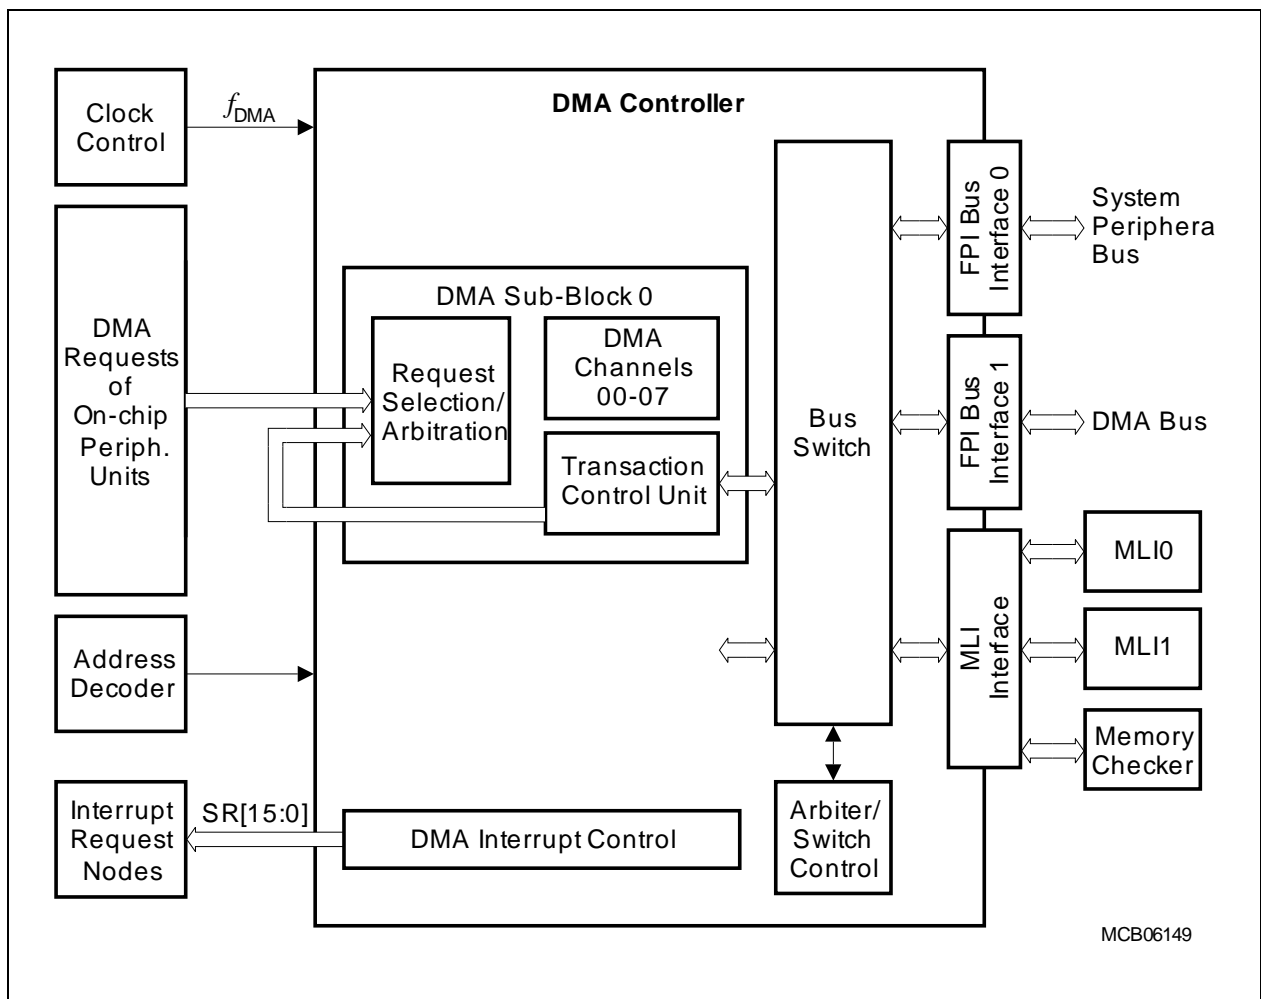 DMA Controller
Clock
Control
fDMA
DMA
Requests
of
On-chip
Periph.
Units
Address
Decoder
Interrupt
Request
Nodes
SR[15:0]
DMA Sub-Block 0
Request
Selection/
Arbitration
DMA
Channels
00-07
Transaction
Control Unit
DMA Interrupt Control
Bus
Switch
Arbiter/
Switch
Control
FPI Bus
Interface 0
FPI Bus
Interface 1
MLI
Interface
System
Periphera
Bus
DMA Bus
MLI0
MLI1
Memory
Checker
MCB06149